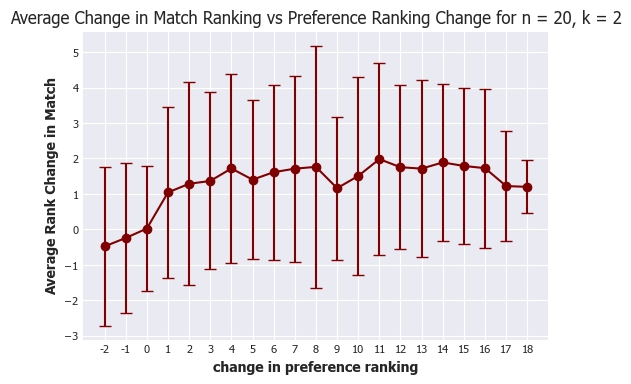 Average Change in Match Ranking vs Preference Ranking Change for n = 20, k = 2
Average Rank Change in Match
5
4
3
2
1
0
−1
−2
−3
-2 -1 0 1 2 3 4 5 6 7 8 9 10 11 12 13 14 15 16 17 18
change in preference ranking